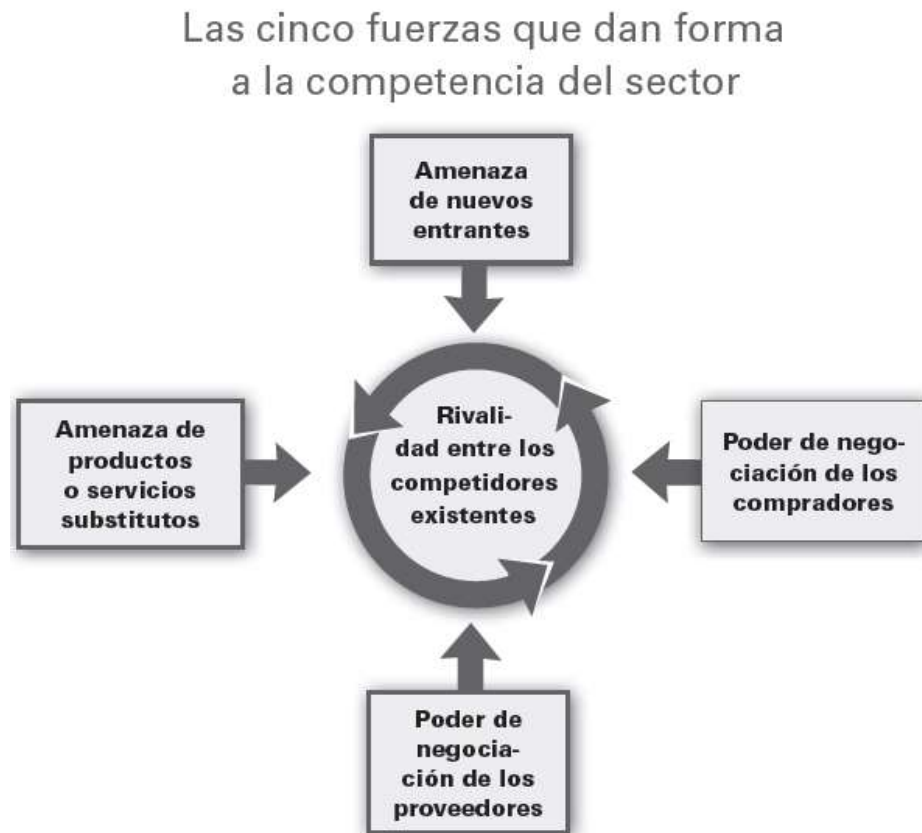 Las cinco fuerzas que dan forma
a la competencia del sector
Amenaza
de nuevos
entrantes
Amenaza de
productos
o servicios
substitutos
Rivali-
dad entre los
competidores
existentes
Poder de nego-
ciación de los
compradores
Poder de
negocia-
ción de los
proveedores